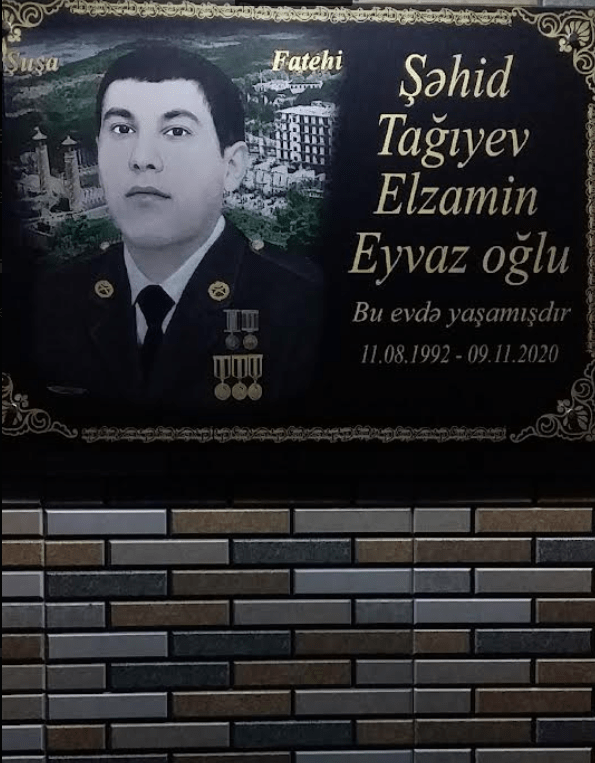 Şuşa Fatehi
Şəhid
Tağıyev
Elzamin
Eyvaz oğlu
Bu evdə yaşamışdır
11.08.1992 - 09.11.2020